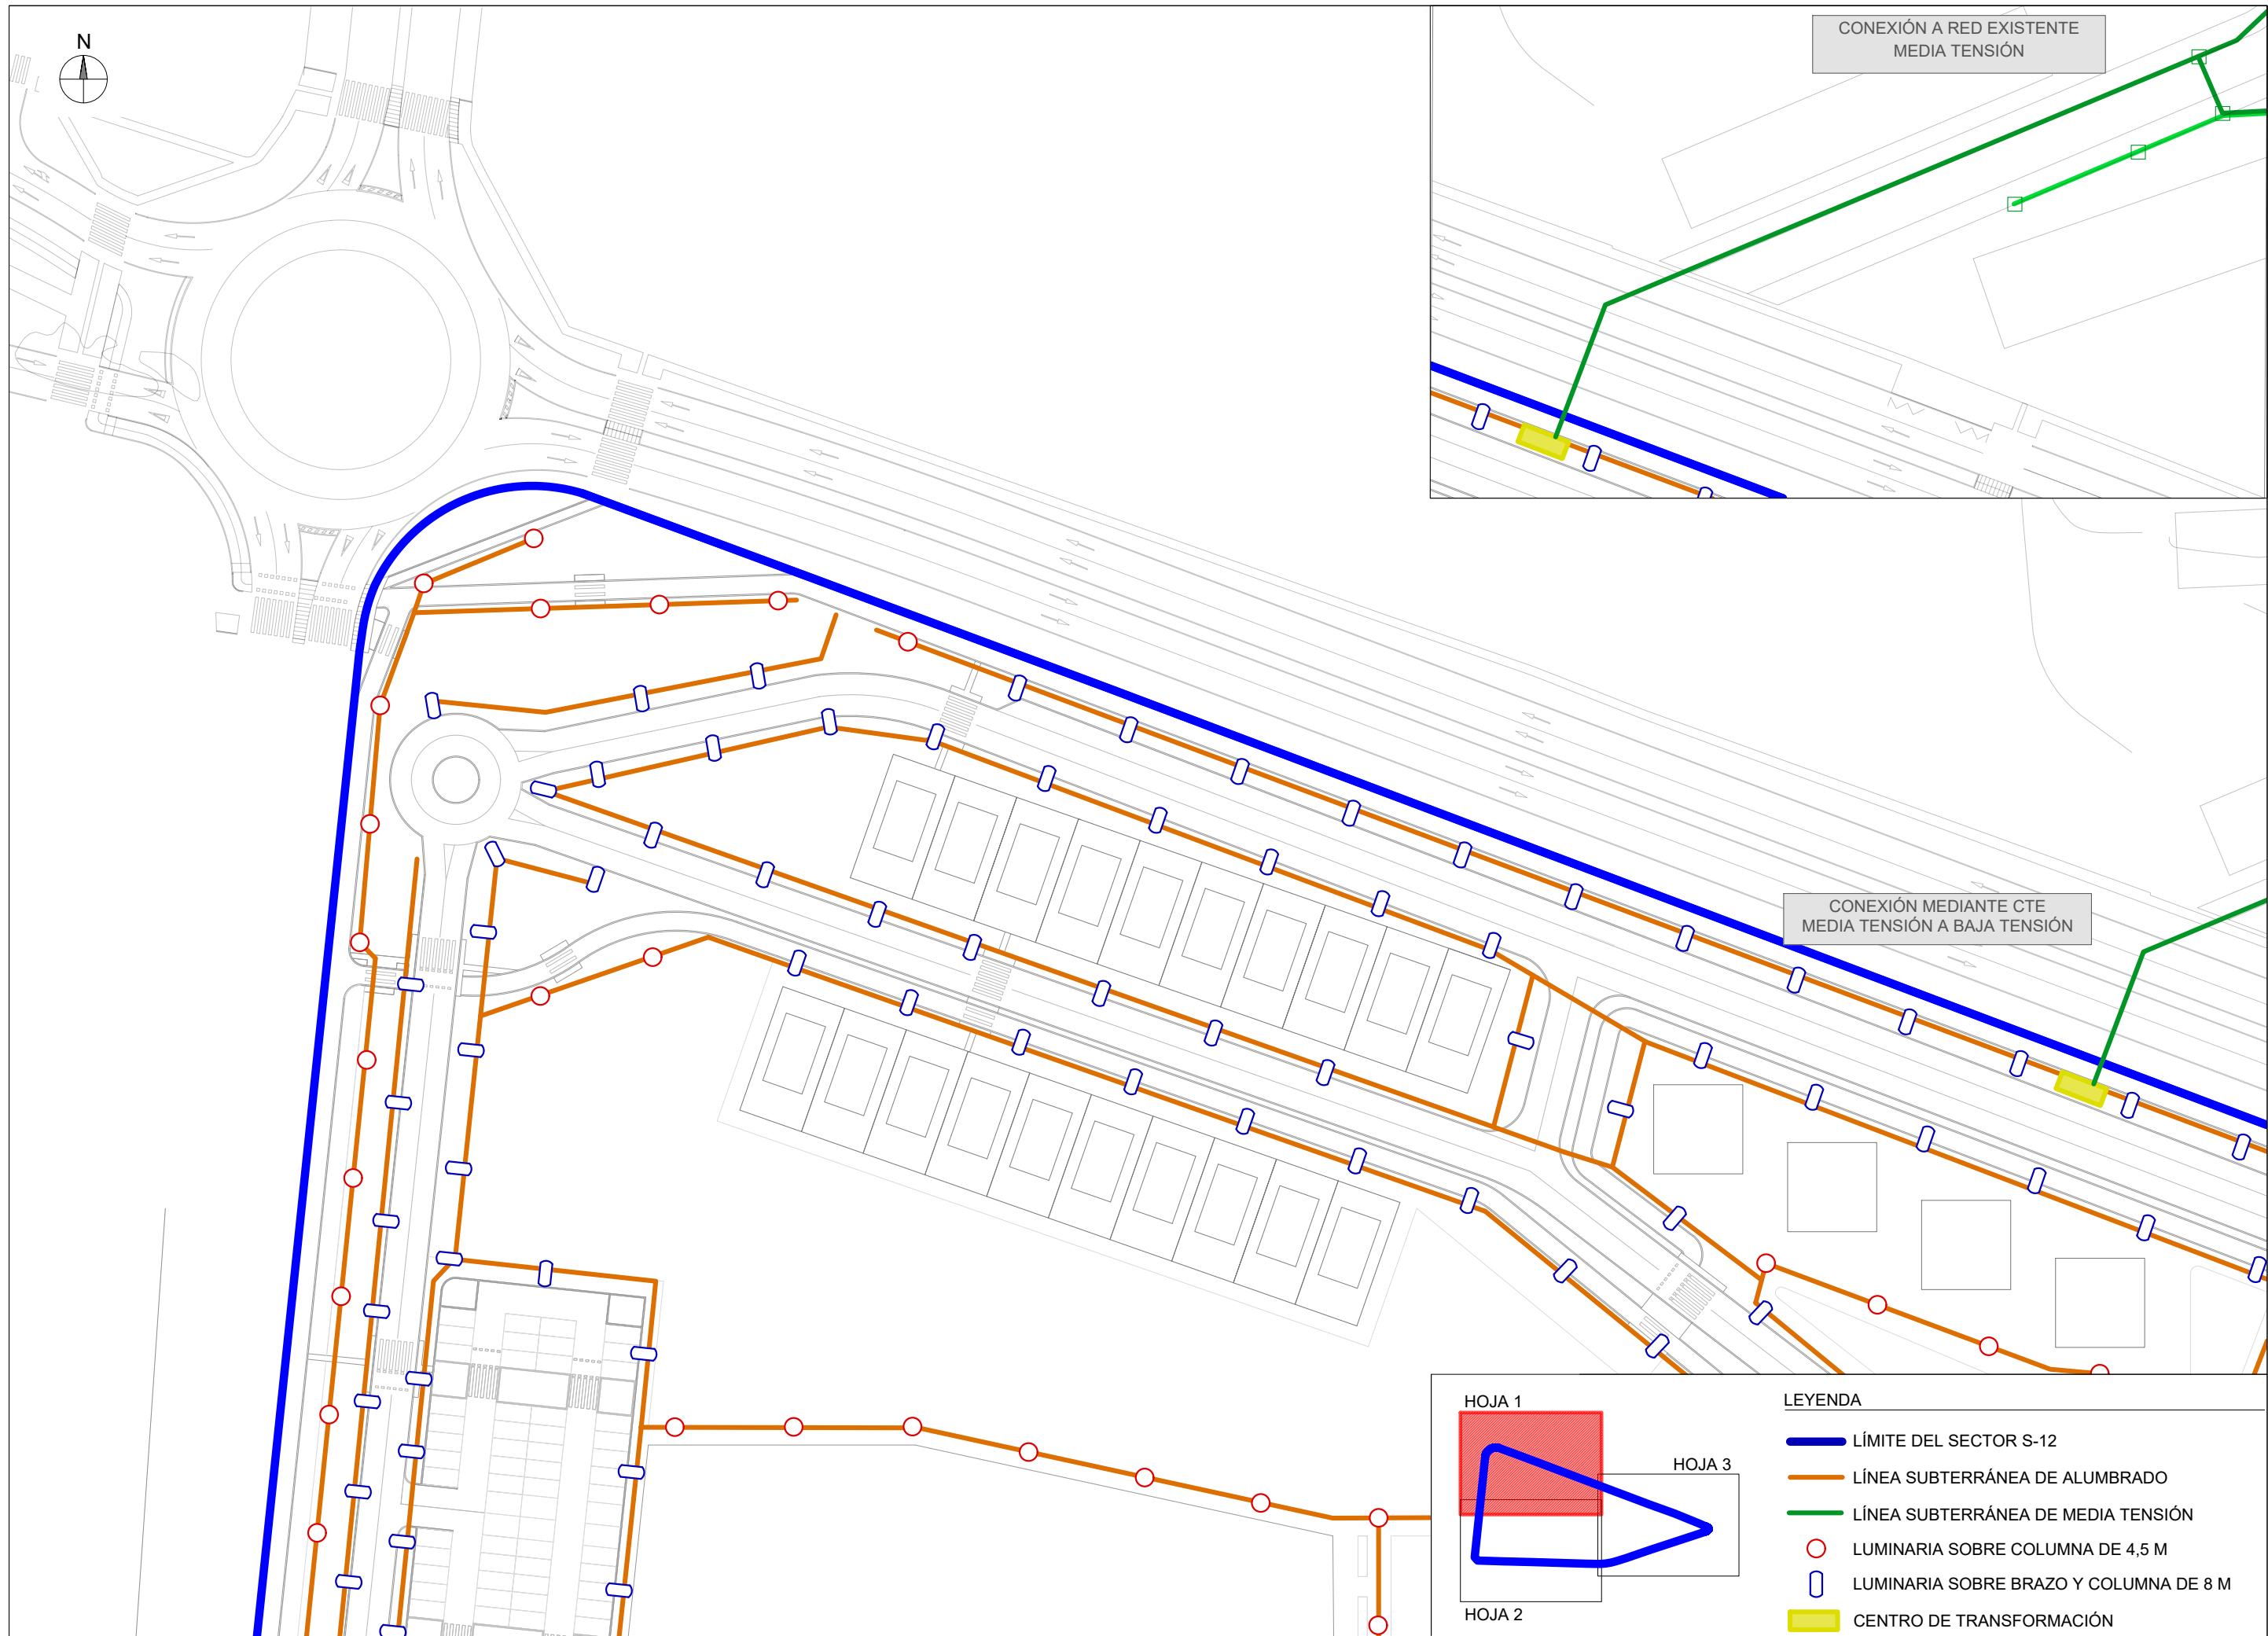 N
CONEXIÓN A RED EXISTENTE
MEDIA TENSIÓN
CONEXIÓN MEDIANTE CTE
MEDIA TENSIÓN A BAJA TENSIÓN
HOJA 1
HOJA 3
HOJA 2
LEYENDA
LÍMITE DEL SECTOR S-12
LÍNEA SUBTERRÁNEA DE ALUMBRADO
LÍNEA SUBTERRÁNEA DE MEDIA TENSIÓN
LUMINARIA SOBRE COLUMNA DE 4,5 M
LUMINARIA SOBRE BRAZO Y COLUMNA DE 8 M
CENTRO DE TRANSFORMACIÓN